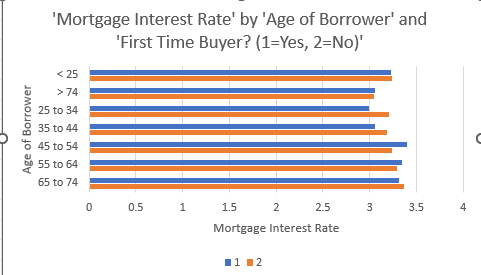 'Mortgage Interest Rate' by 'Age of Borrower' and
'First Time Buyer? (1=Yes, 2=No)'
Age of Borrower
< 25
> 74
25 to 34
35 to 44
45 to 54
55 to 64
65 to 74
0 0.5 1 1.5 2 2.5 3 3.5 4
Mortgage Interest Rate
1 2